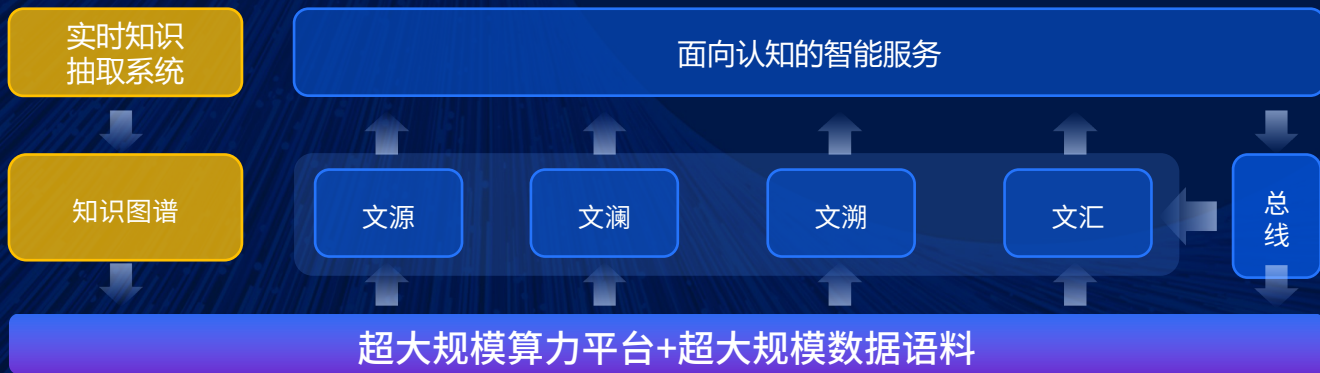 实时知识
抽取系统
面向认知的智能服务
知识图谱
文源
文澜
文溯
文汇
总
线
超大规模算力平台+超大规模数据语料